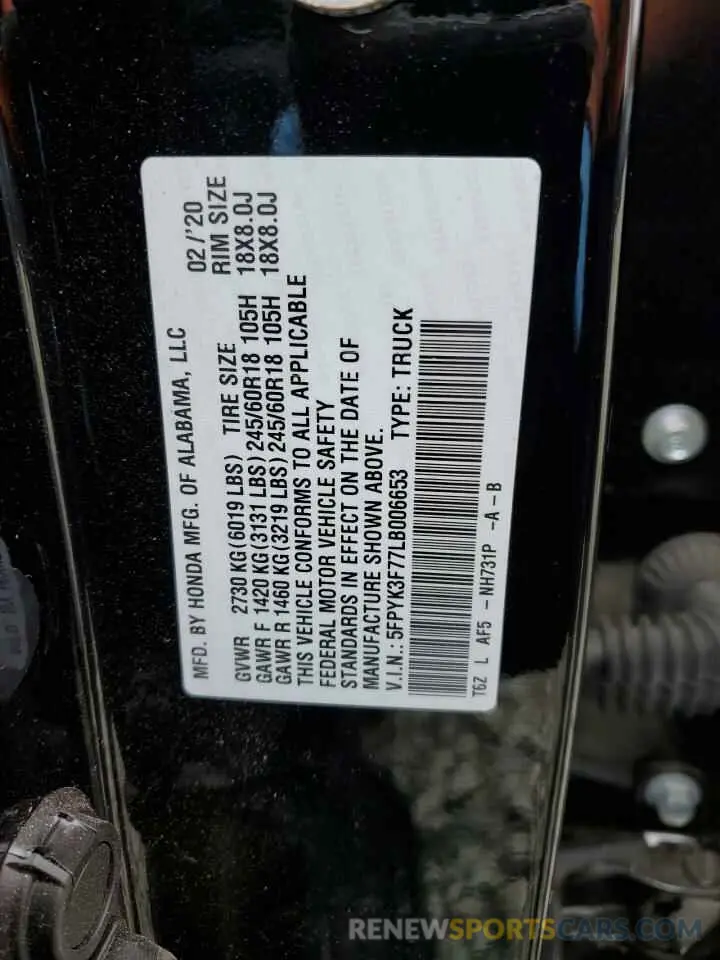 MFD. BY HONDA MFG. OF ALABAMA, LLC 02/'20
GVWR 2730 KG (6019 LBS) TIRE SIZE RIM SIZE
GAWR F 1420 KG (3131 LBS) 245/60R18 105H 18X8.0J
GAWR R 1460 KG (3219 LBS) 245/60R18 105H 18X8.0J
THIS VEHICLE CONFORMS TO ALL APPLICABLE
FEDERAL MOTOR VEHICLE SAFETY
STANDARDS IN EFFECT ON THE DATE OF
MANUFACTURE SHOWN ABOVE.
V.I.N.: 5FPYK3F77LB006653 TYPE: TRUCK
T6Z L AF5 - NH731P -A-B
RENEWSPORTSCARS.COM